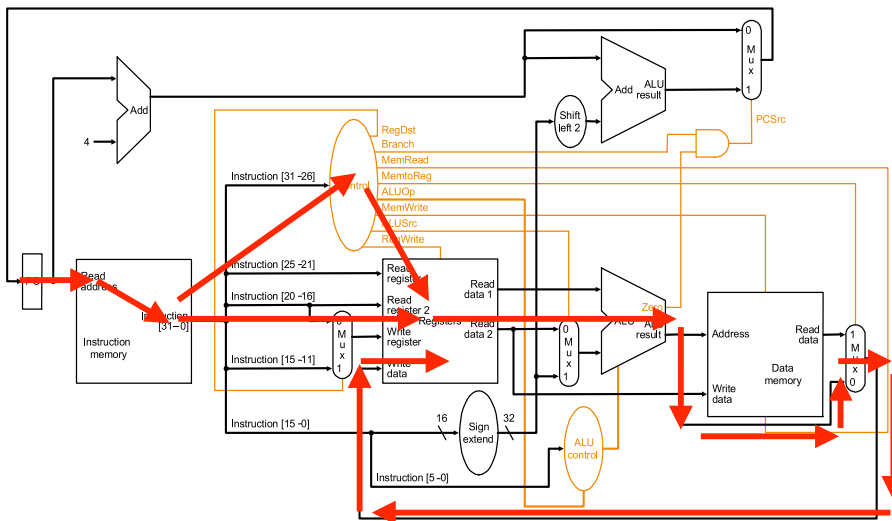 0
M
u
x
1
Add
ALU
result
Add
4
Shift
left 2
PCSrc
RegDst
Branch
MemRead
MemtoReg
ALUOp
MemWrite
ALUSrc
RegWrite
Instruction [31-26]
Instruction [25-21]
Instruction [20-16]
Instruction [15-11]
Instruction [15-0]
Instruction [5-0]
Read
address
Instruction
[31-0]
Instruction
memory
0
M
u
x
1
Read
register
Read
register 2
Write
register
Write
data
Registers
Read
data 1
Read
data 2
0
M
u
x
1
Zero
ALU
result
Address
Write
data
Read
data
Data
memory
1
M
u
x
0
16
Sign
extend
32
ALU
control